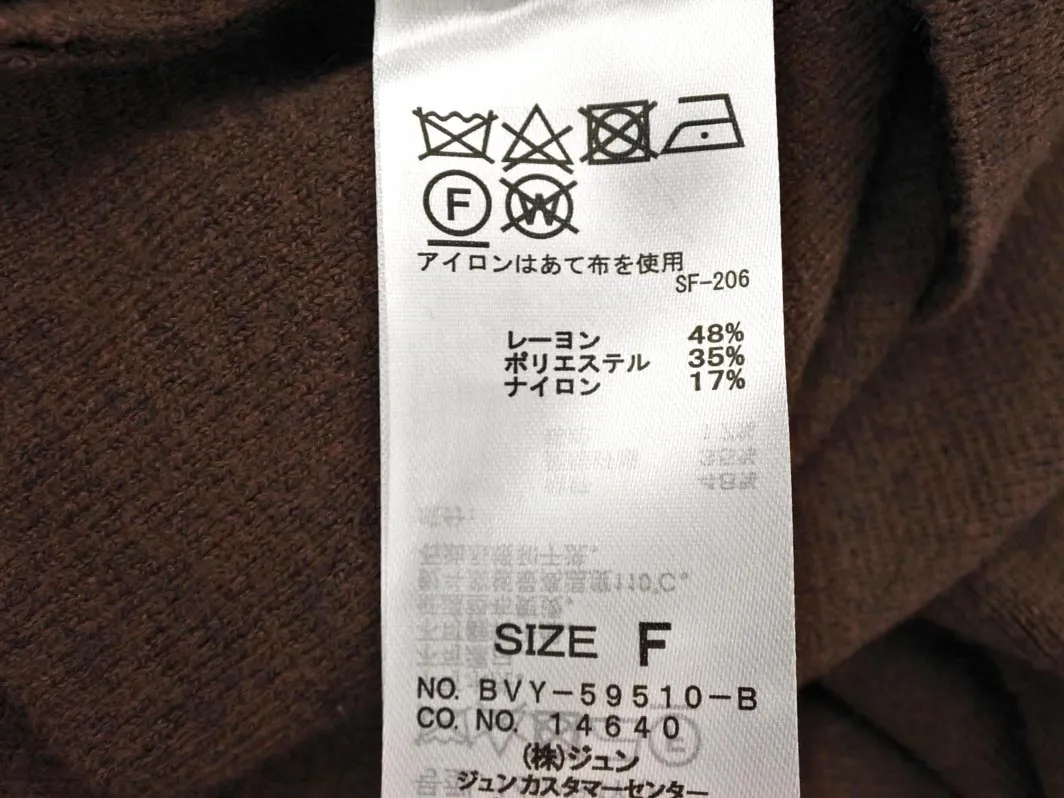 F W
アイロンはあて布を使用
SF-206
レーヨン 48%
ポリエステル 35%
ナイロン 17%
SIZE F
NO. BVY-59510-B
CO. NO. 14640
(株)ジュン
ジュンカスタマーセンター